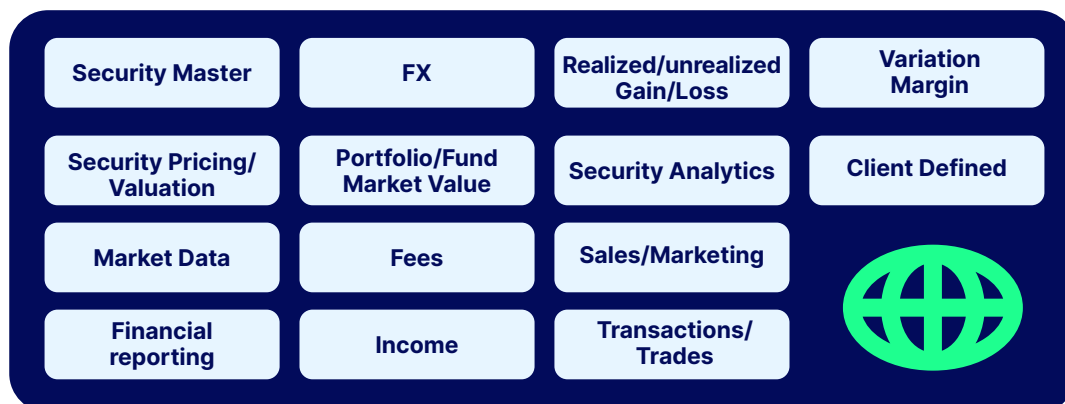 Security Master
FX
Realized/unrealized
Gain/Loss
Variation
Margin
Security Pricing/
Valuation
Portfolio/Fund
Market Value
Security Analytics
Client Defined
Market Data
Fees
Sales/Marketing
Financial
reporting
Income
Transactions/
Trades